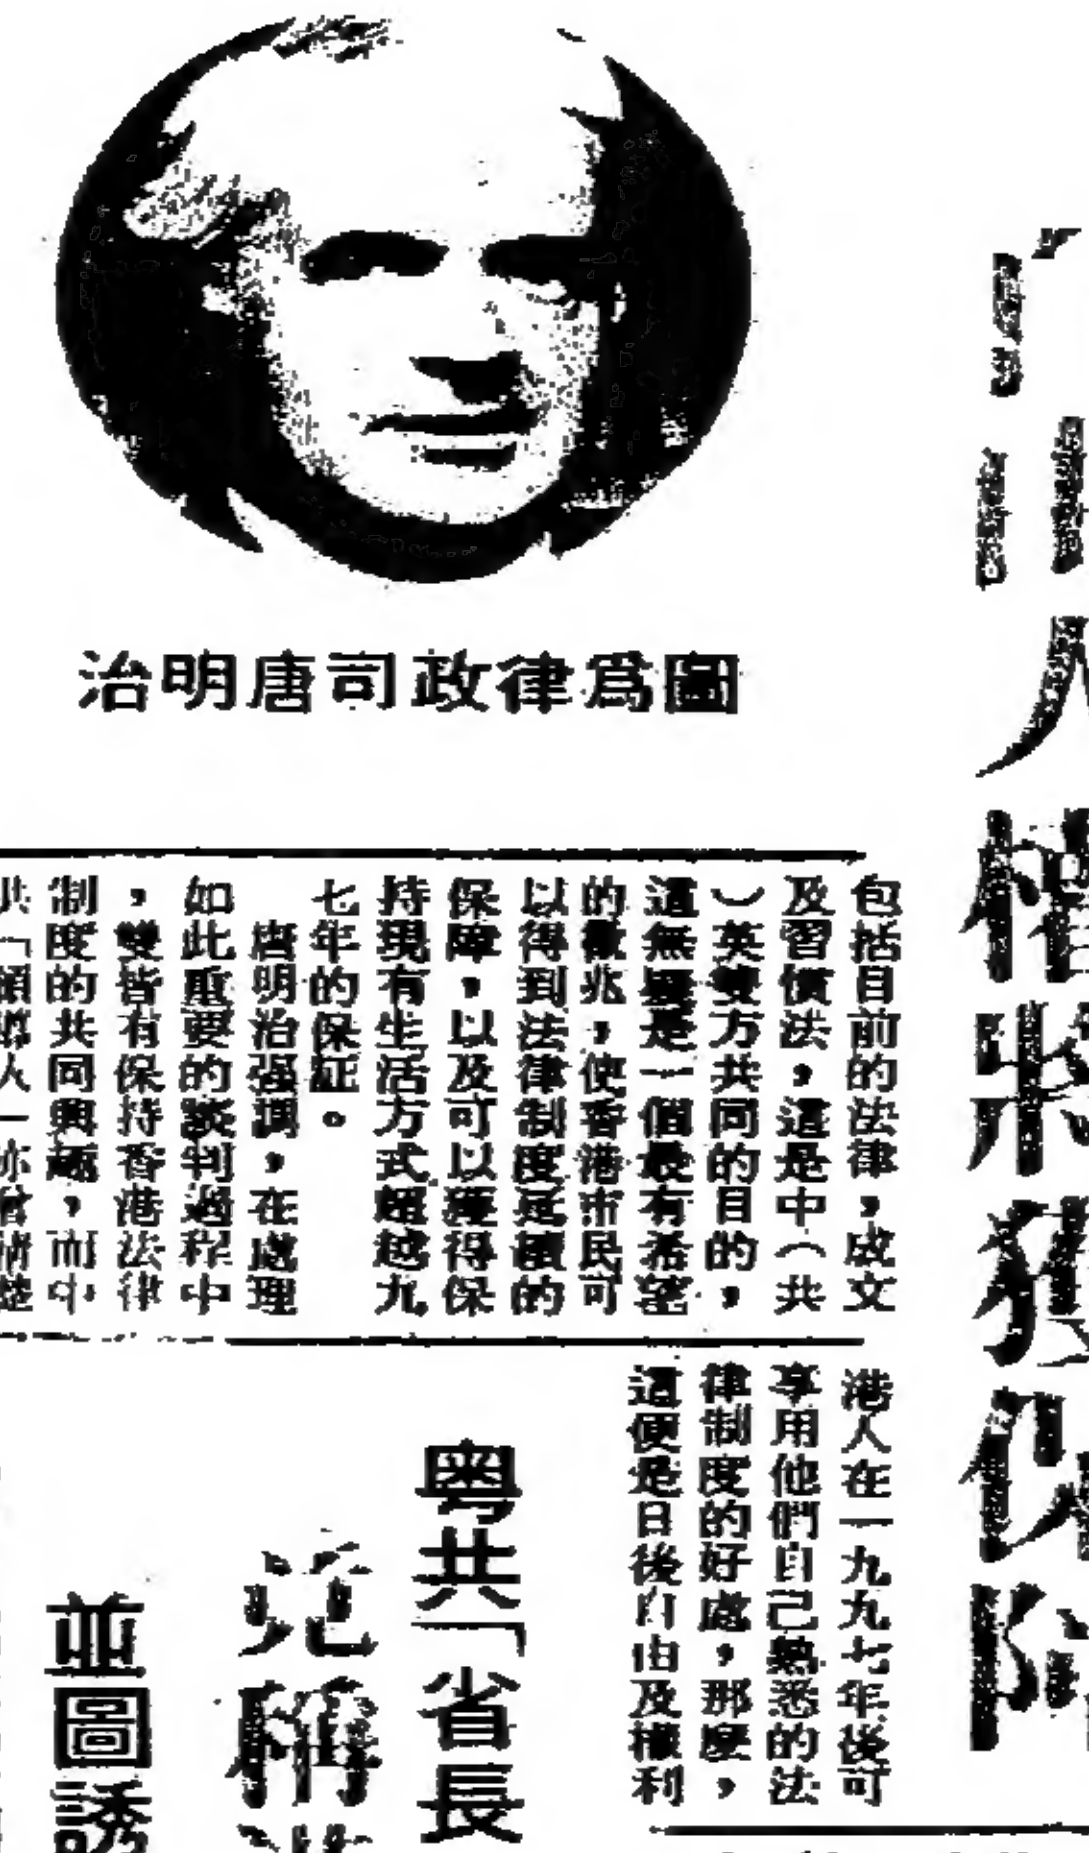 圖為律政司唐明治
人權
包括目前的法律，成文
及習慣法，這是中（共
）英雙方共同的目的，
這無疑是一個最有希望
的徵兆，使香港市民可
以得到法律制度延續的
保障，以及可以獲得保
持現有生活方式超越九
七年的保証。
唐明治强調，在處理
如此重要的談判過程中
，雙皆有保持香港法律
制度的共同興趣，而中
港人在一九九七年後可
享用他們自己熟悉的法
律制度的好處，那麼，
這便是日後自由及權利
粤共「省長
稱港
並圖誘